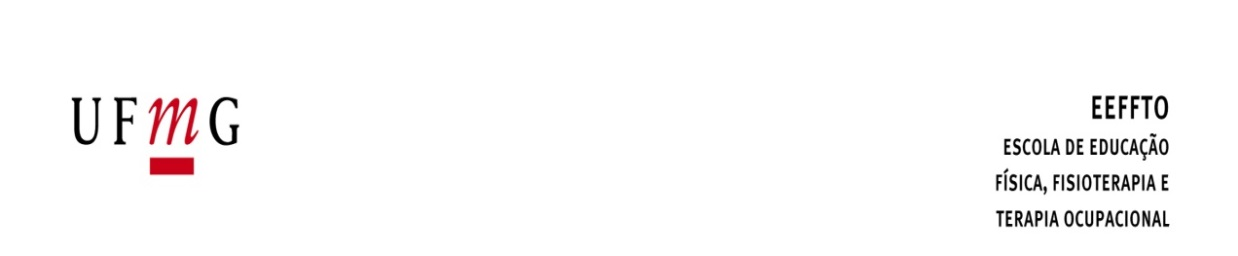 UFmG
EEFFTO
ESCOLA DE EDUCAÇÃO
FÍSICA, FISIOTERAPIA E
TERAPIA OCUPACIONAL